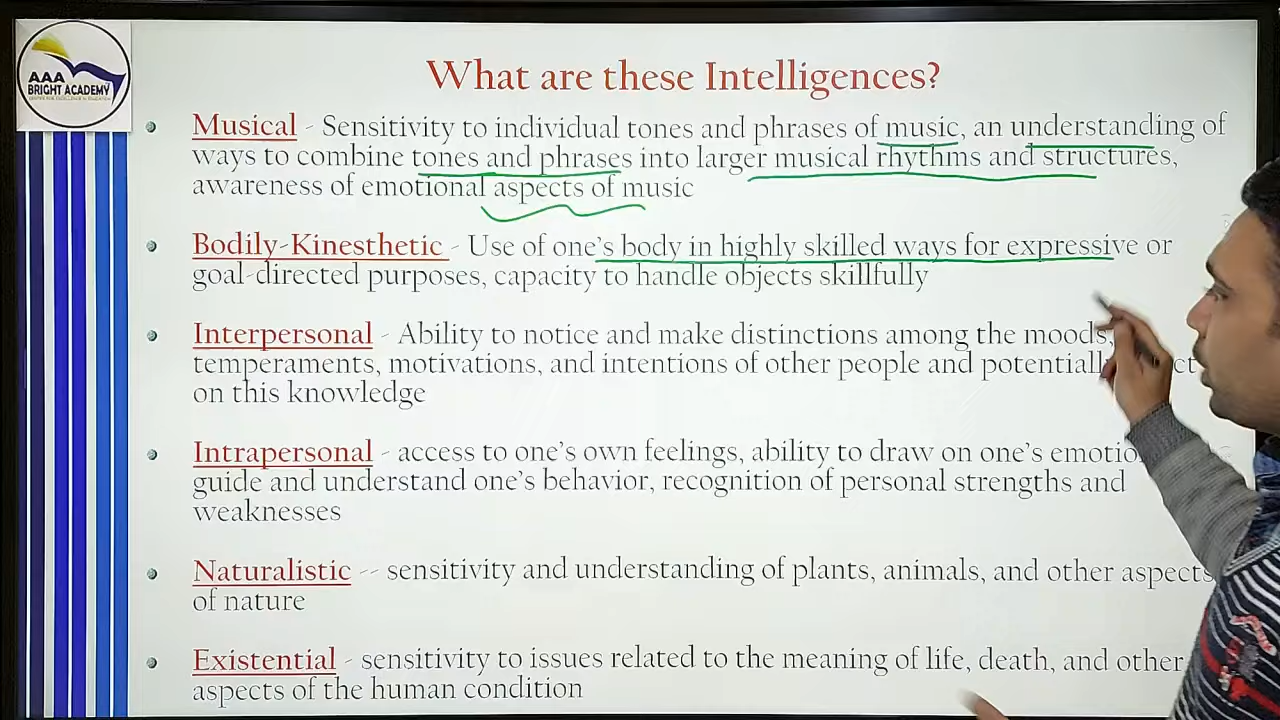 AAA
BRIGHT ACADEMY
What are these Intelligences?
Musical - Sensitivity to individual tones and phrases of music, an understanding of
ways to combine tones and phrases into larger musical rhythms and structures,
awareness of emotional aspects of music
Bodily-Kinesthetic - Use of one's body in highly skilled ways for expressive or
goal-directed purposes, capacity to handle objects skillfully
Interpersonal - Ability to notice and make distinctions among the moods,
temperaments, motivations, and intentions of other people and
on this knowledge
Intrapersonal - access to one's own feelings, ability to draw on one's
guide and understand one's behavior, recognition of personal strengths and
weaknesses
Naturalistic -- sensitivity and understanding of plants, animals, and other aspects
of nature
Existential - sensitivity to issues related to the meaning of life, death, and other
aspects of the human condition